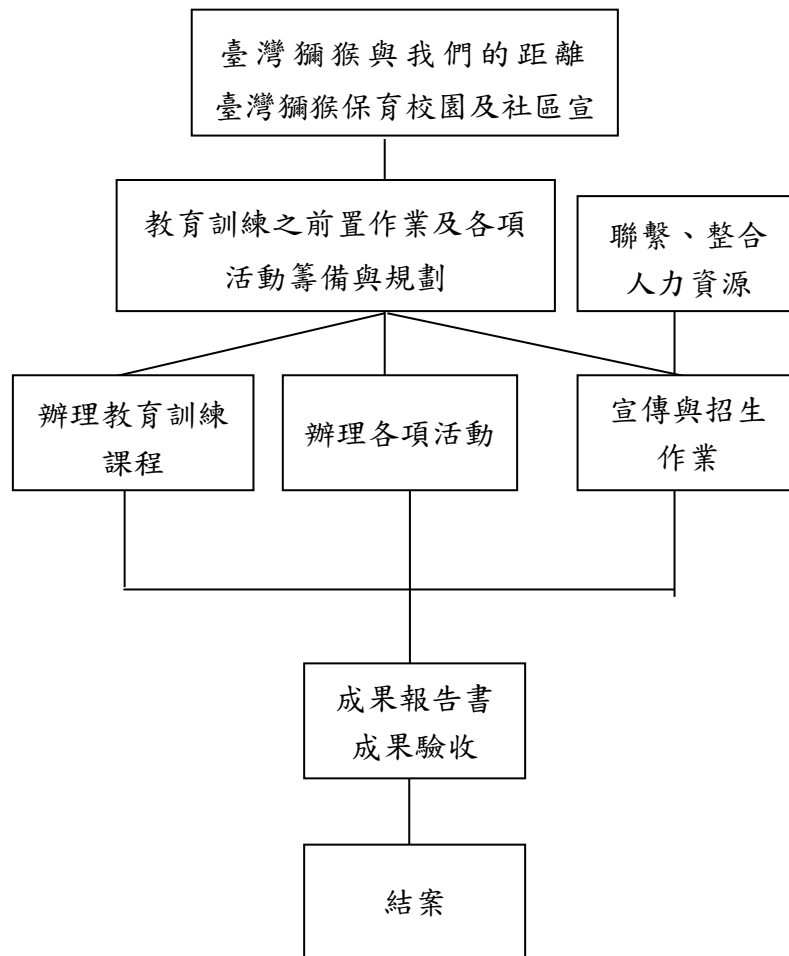 臺灣獼猴與我們的距離
臺灣獼猴保育校園及社區宣
教育訓練之前置作業及各項
活動籌備與規劃
聯繫、整合
人力資源
辦理教育訓練
課程
辦理各項活動
宣傳與招生
作業
成果報告書
成果驗收
結案